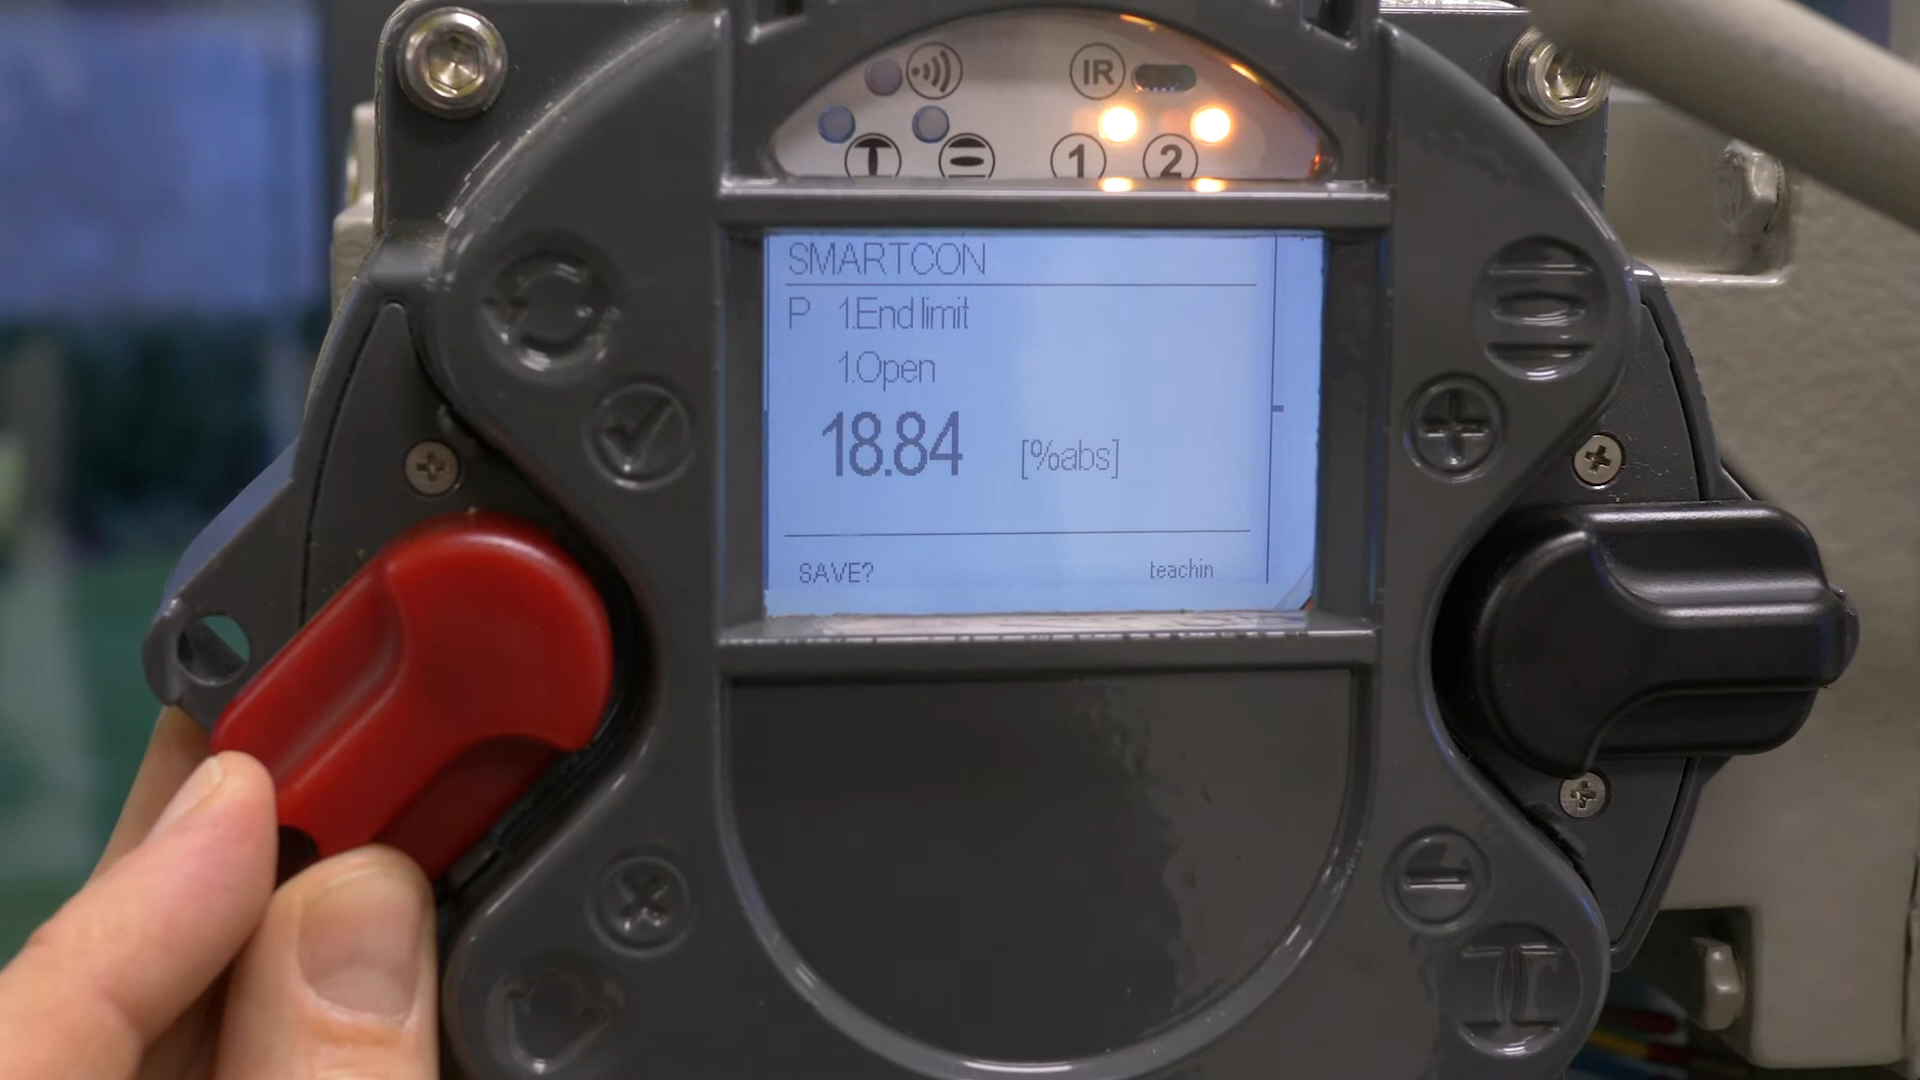 IR
1 2
SMARTCON
P 1.End limit
1.Open
18.84 [%abs]
SAVE? teachin